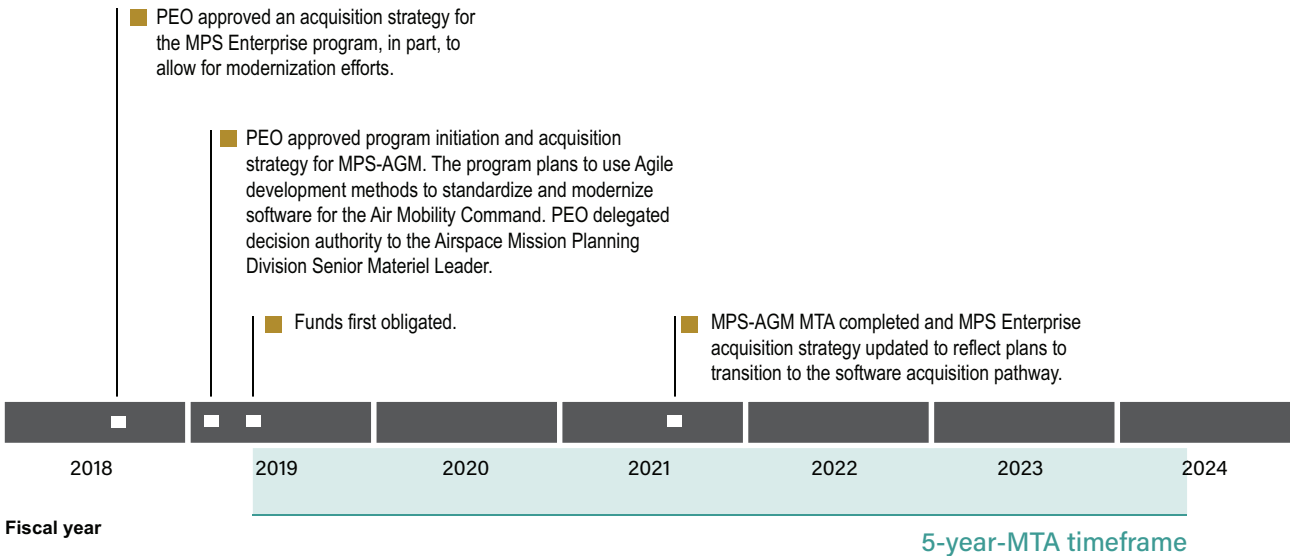 PEO approved an acquisition strategy for
the MPS Enterprise program, in part, to
allow for modernization efforts.
PEO approved program initiation and acquisition
strategy for MPS-AGM. The program plans to use Agile
development methods to standardize and modernize
software for the Air Mobility Command. PEO delegated
decision authority to the Airspace Mission Planning
Division Senior Materiel Leader.
Funds first obligated.
MPS-AGM MTA completed and MPS Enterprise
acquisition strategy updated to reflect plans to
transition to the software acquisition pathway.
2018 2019 2020 2021 2022 2023 2024
Fiscal year
5-year-MTA timeframe